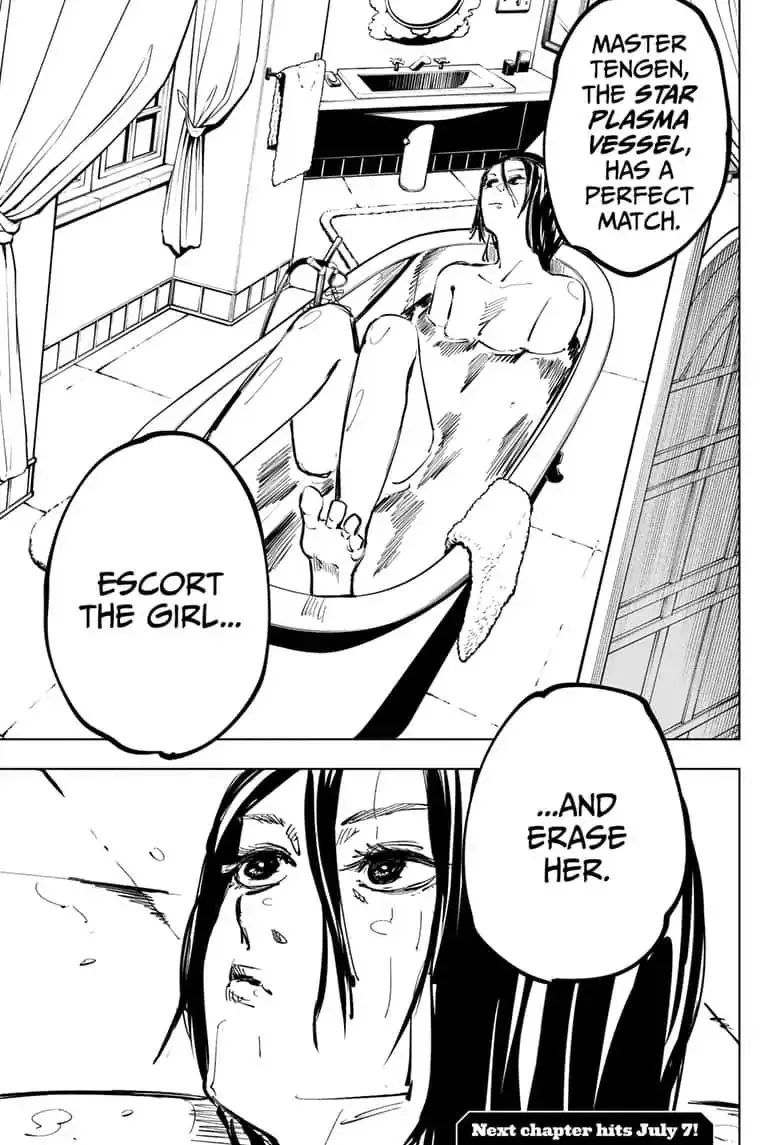 MASTER
TENGEN,
THE STAR
PLASMA
VESSEL,
HAS A
PERFECT
MATCH.
ESCORT
THE GIRL...
...AND
ERASE
HER.
Next chapter hits July 7!